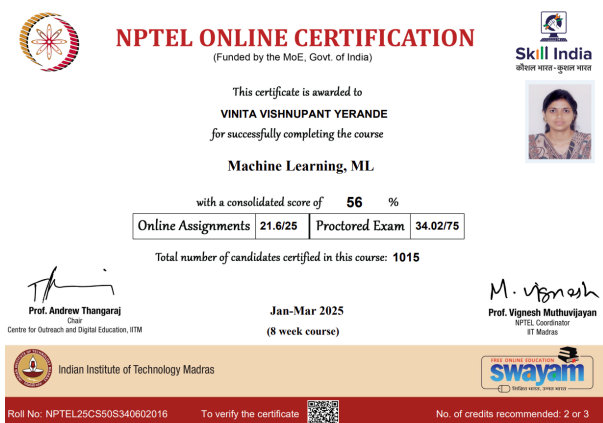 NPTEL ONLINE CERTIFICATION
(Funded by the MoE, Govt. of India)
Skill India
कौशल भारत-कुशल भारत
This certificate is awarded to
VINITA VISHNUPANT YERANDE
for successfully completing the course
Machine Learning, ML
with a consolidated score of 56 %
Online Assignments 21.6/25 Proctored Exam 34.02/75
Total number of candidates certified in this course: 1015
M. Vignesh
Prof. Andrew Thangaraj
Chair
Centre for Outreach and Digital Education, IITM
Jan-Mar 2025
(8 week course)
Prof. Vignesh Muthuvijayan
NPTEL Coordinator
IIT Madras
Indian Institute of Technology Madras
FREE ONLINE EDUCATION
swayam
शिक्षित भारत, उन्नत भारत
Roll No: NPTEL25CS50S340602016 To verify the certificate No. of credits recommended: 2 or 3